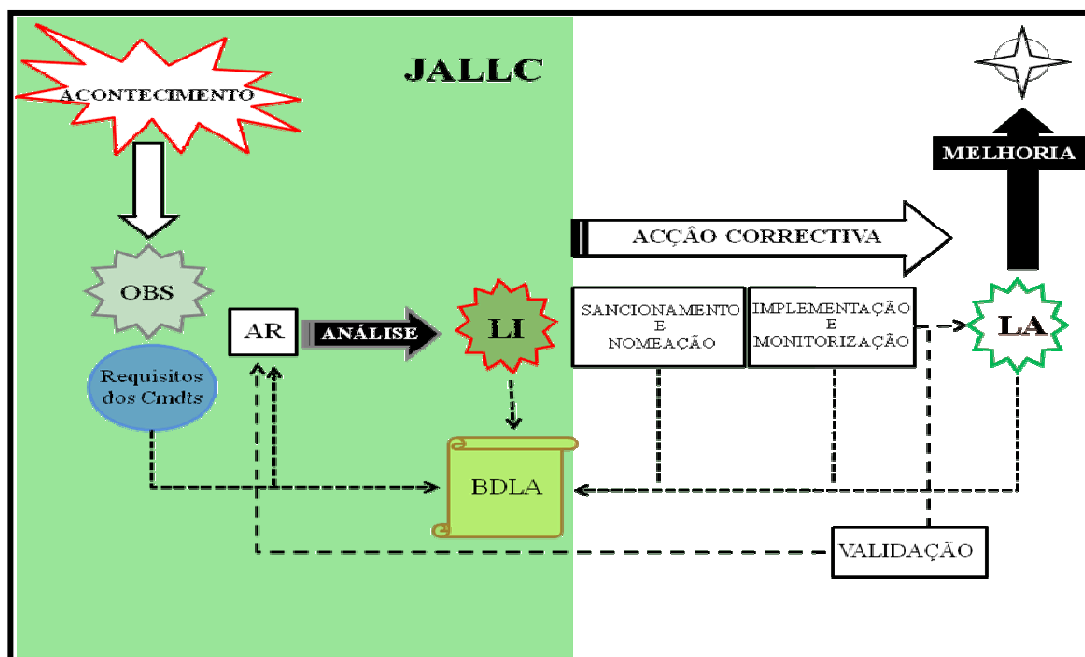 JALLC
ACONTECIMENTO
MELHORIA
ACÇÃO CORRECTIVA
OBS
AR
ANÁLISE
LI
SANCIONAMENTO
E
NOMEAÇÃO
IMPLEMENTAÇÃO
E
MONITORIZAÇÃO
LA
Requisitos
dos Cmdts
BDLA
VALIDAÇÃO